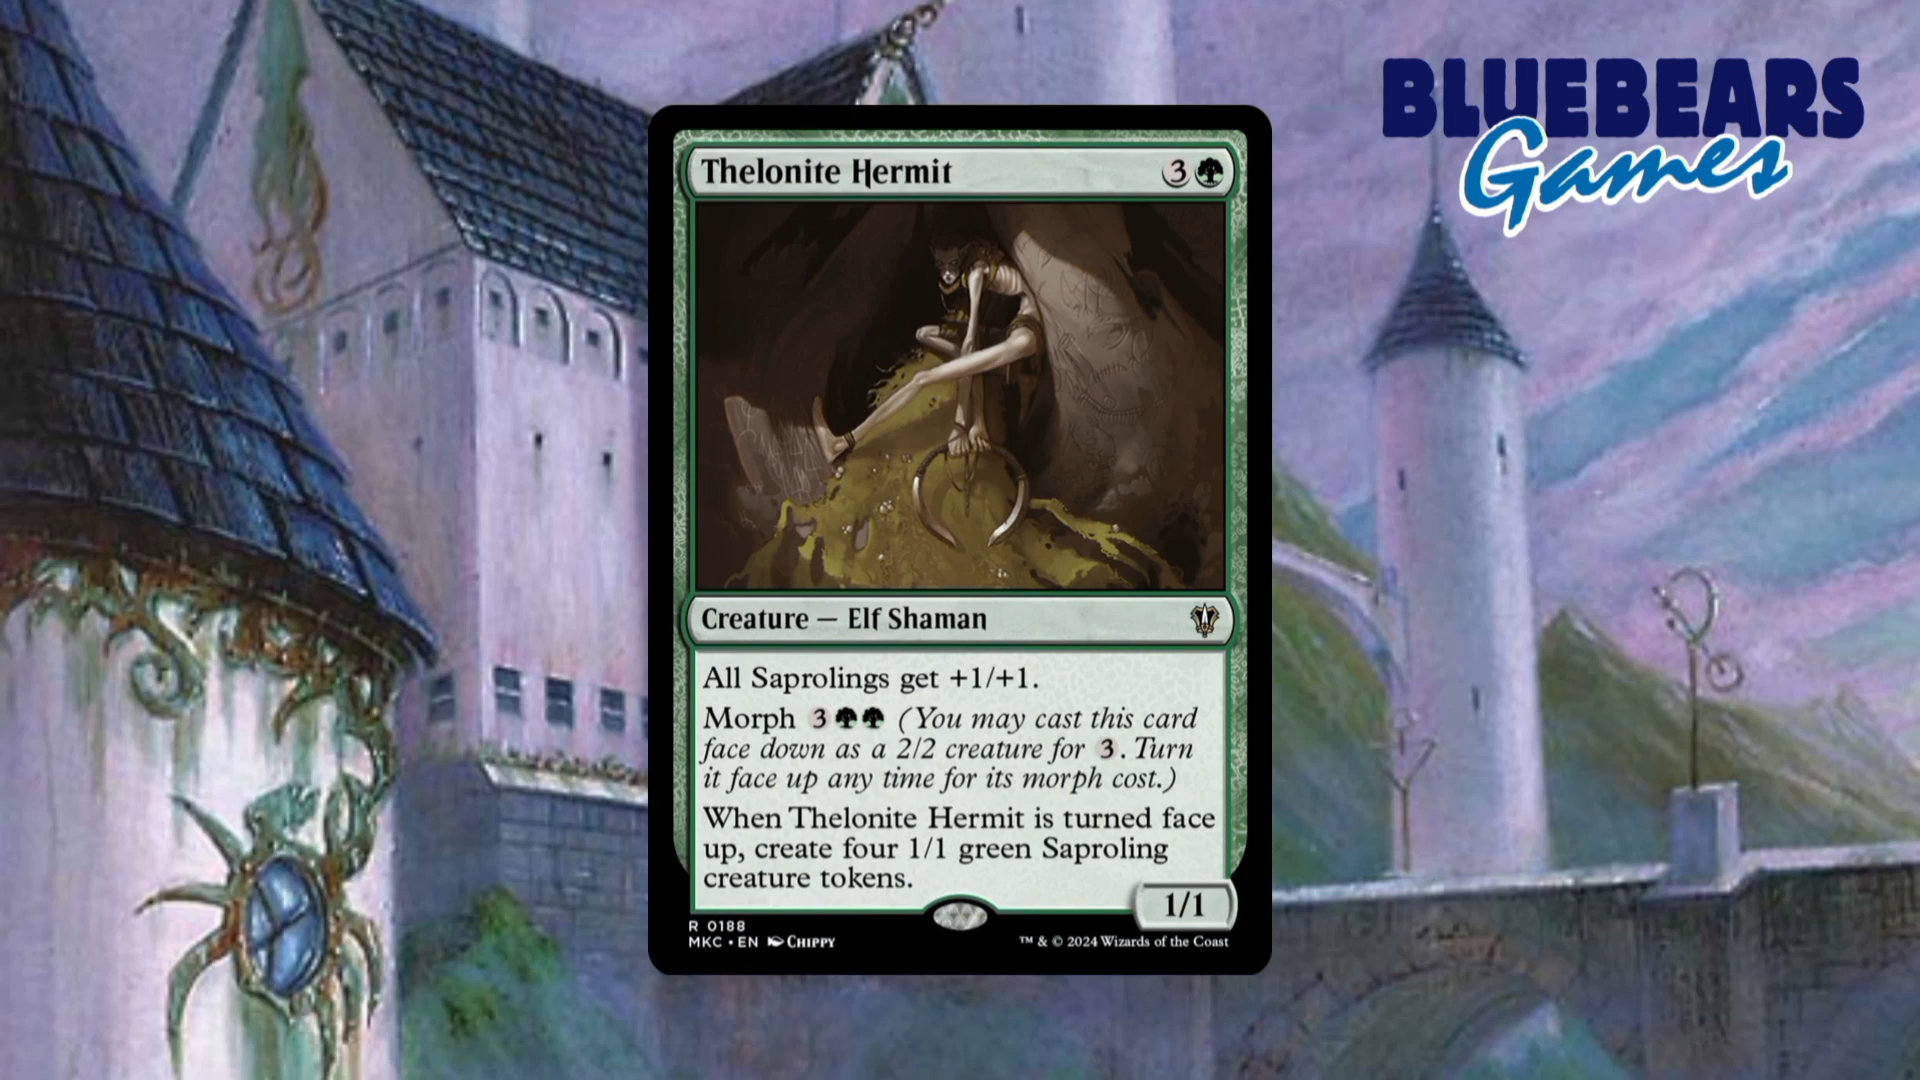 BLUEBEARS
Games
Thelonite Hermit 3
Creature — Elf Shaman
All Saprolings get +1/+1.
Morph 3 (You may cast this card
face down as a 2/2 creature for 3. Turn
it face up any time for its morph cost.)
When Thelonite Hermit is turned face
up, create four 1/1 green Saproling
creature tokens.
1/1
R 0188
MKC • EN CHIPPY
™ & © 2024 Wizards of the Coast